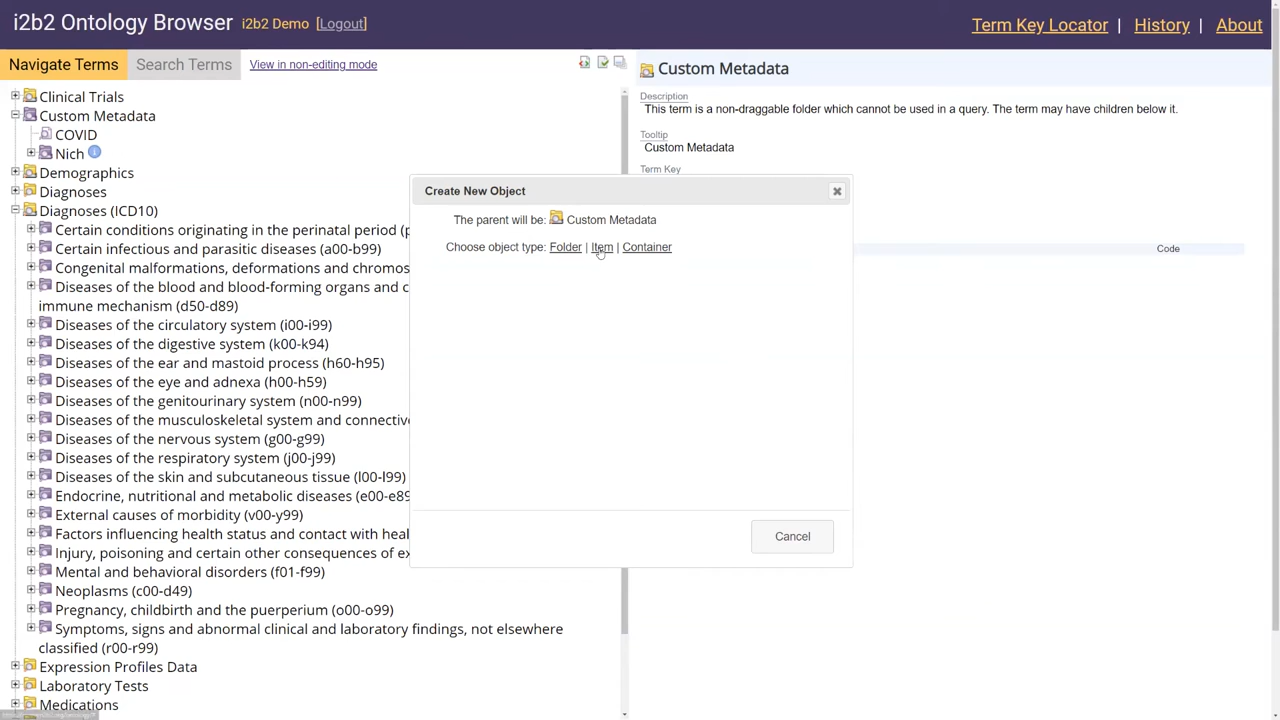 i2b2 Ontology Browser i2b2 Demo [Logout] Term Key Locator | History | About
Navigate Terms Search Terms View in non-editing mode
Clinical Trials
Custom Metadata
COVID
Nich
Demographics
Diagnoses
Diagnoses (ICD10)
Certain conditions originating in the perinatal period (p
Certain infectious and parasitic diseases (a00-b99)
Congenital malformations, deformations and chromos
Diseases of the blood and blood-forming organs and c
immune mechanism (d50-d89)
Diseases of the circulatory system (i00-i99)
Diseases of the digestive system (k00-k94)
Diseases of the ear and mastoid process (h60-h95)
Diseases of the eye and adnexa (h00-h59)
Diseases of the genitourinary system (n00-n99)
Diseases of the musculoskeletal system and connectiv
Diseases of the nervous system (g00-g99)
Diseases of the respiratory system (j00-j99)
Diseases of the skin and subcutaneous tissue (l00-l99)
Endocrine, nutritional and metabolic diseases (e00-e89
External causes of morbidity (v00-y99)
Factors influencing health status and contact with heal
Injury, poisoning and certain other consequences of ex
Mental and behavioral disorders (f01-f99)
Neoplasms (c00-d49)
Pregnancy, childbirth and the puerperium (o00-o99)
Symptoms, signs and abnormal clinical and laboratory findings, not elsewhere
classified (r00-r99)
Expression Profiles Data
Laboratory Tests
Medications
Custom Metadata
Description
This term is a non-draggable folder which cannot be used in a query. The term may have children below it.
Tooltip
Custom Metadata
Term Key
Code
Create New Object
The parent will be: Custom Metadata
Choose object type: Folder | Item | Container
Cancel